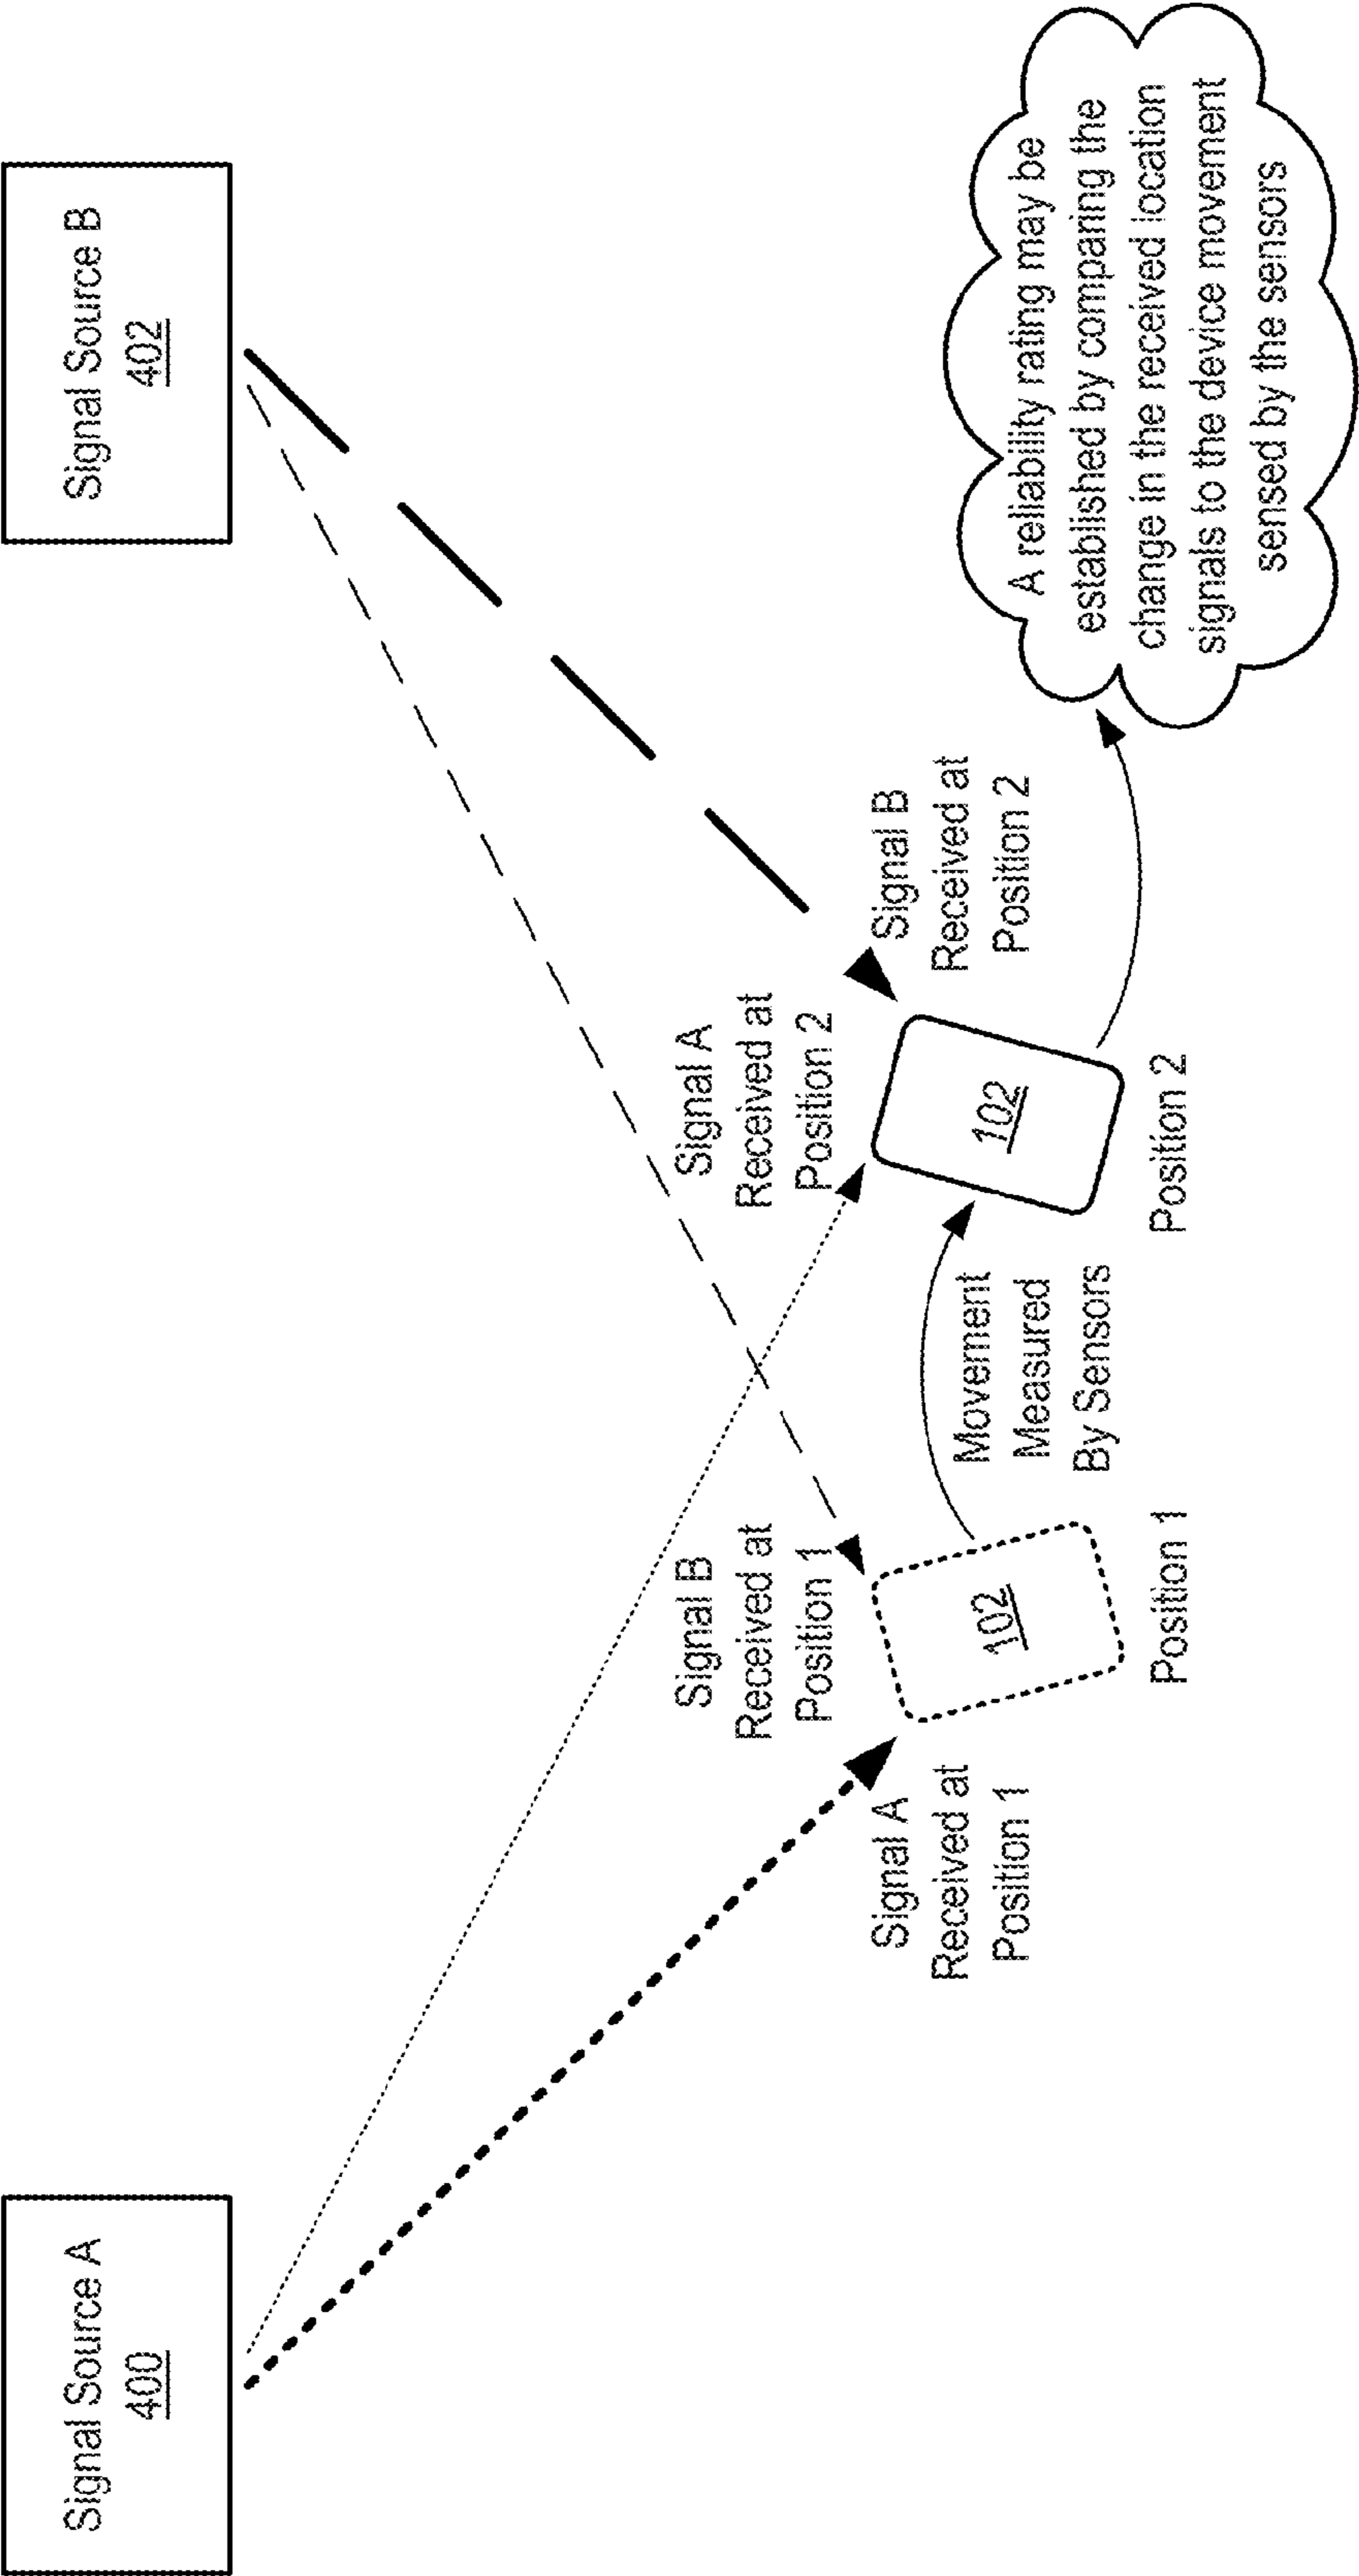 Signal Source A
400
Signal Source B
402
Signal B
Received at
Position 1
Signal A
Received at
Position 2
Signal A
Received at
Position 1
Signal B
Received at
Position 2
102
102
Movement
Measured
By Sensors
Position 1
Position 2
A reliability rating may be
established by comparing the
change in the received location
signals to the device movement
sensed by the sensors